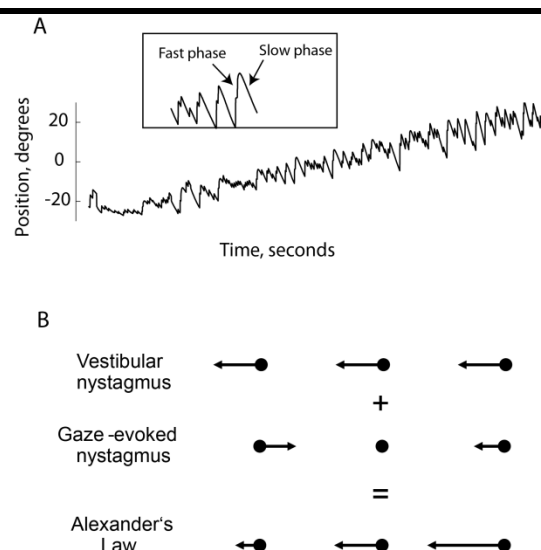 A
Fast phase
Slow phase
20
0
-20
Position, degrees
Time, seconds
B
Vestibular
nystagmus
+
Gaze -evoked
nystagmus
=
Alexander's
Law